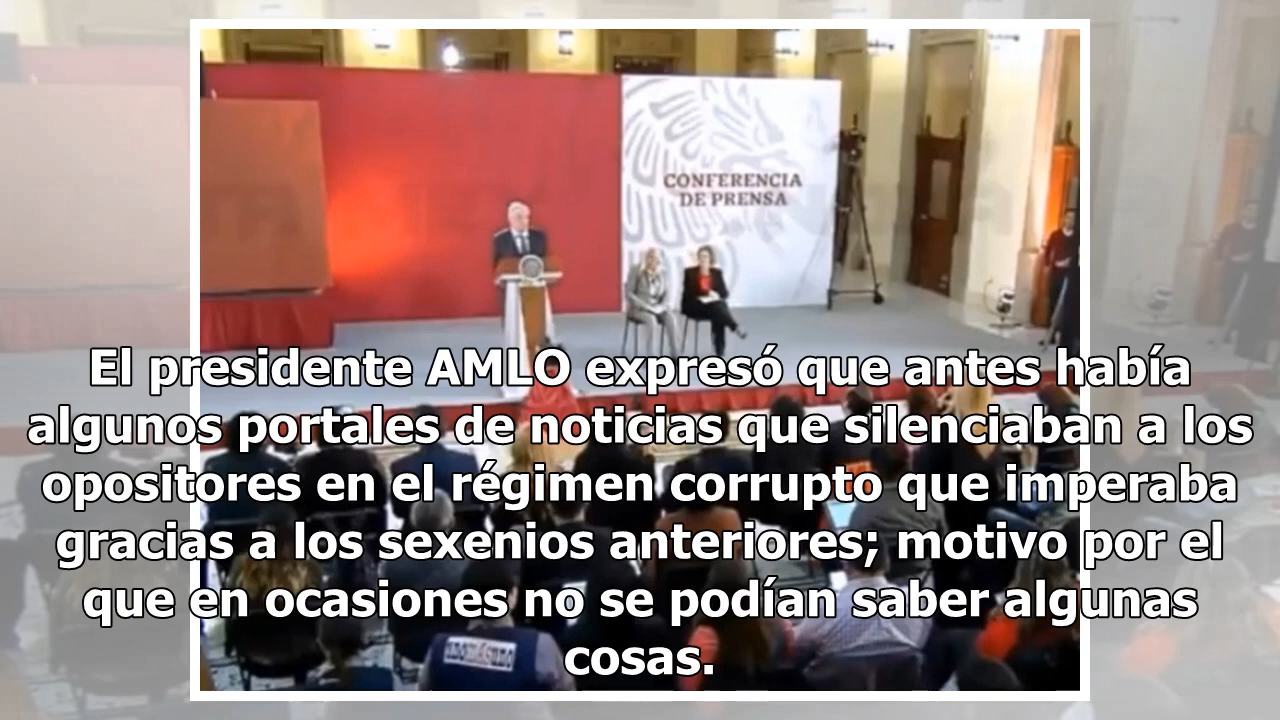 CONFERENCIA
DE PRENSA
El presidente AMLO expresó que antes había
algunos portales de noticias que silenciaban a los
opositores en el régimen corrupto que imperaba
gracias a los sexenios anteriores; motivo por el
que en ocasiones no se podían saber algunas
cosas.